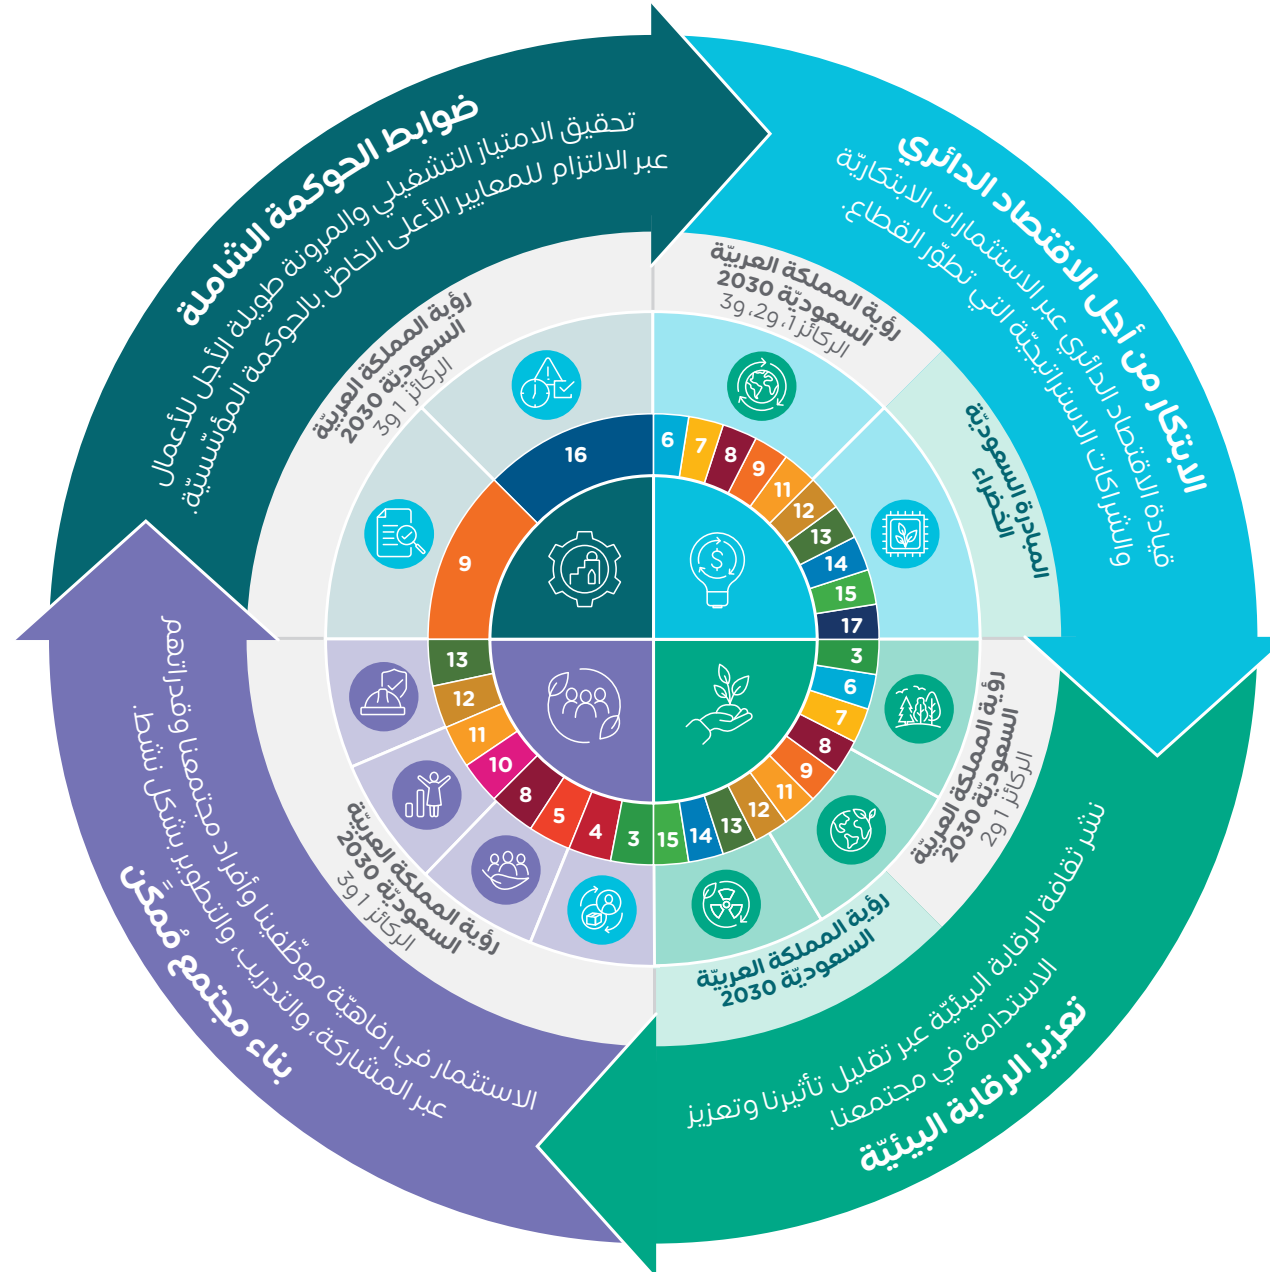 ضوابط الحوكمة الشاملة
تحقيق الامتياز التشغيلي والمرونة طويلة الأجل للأعمال
عبر الالتزام للمعايير الأعلى الخاصّ بالحوكمة المؤسّسيّة.
الابتكار من أجل الاقتصاد الدائري
قيادة الاقتصاد الدائري عبر الاستثمارات الابتكاريّة
والشراكات الاستراتيجيّة التي تطوّر القطاع.
نشر ثقافة الرقابة البيئيّة عبر تقليل تأثيرنا وتعزيز
الاستدامة في مجتمعنا.
تعزيز الرقابة البيئيّة
الاستثمار في رفاهيّة موظّفينا وأفراد مجتمعنا وقدراتهم
عبر المشاركة، والتدريب، والتطوير بشكل نشط.
بناء مجتمع مُمكّن
رؤية المملكة العربيّة
السعوديّة 2030
الركائز 1 و3
رؤية المملكة العربيّة
السعوديّة 2030
الركائز 1، و2، و3
المبادرة السعوديّة
الخضراء
رؤية المملكة العربيّة
السعوديّة 2030
الركائز 1 و2
رؤية المملكة العربيّة
السعوديّة 2030
رؤية المملكة العربيّة
السعوديّة 2030
الركائز 1 و3
16
9
6
7
8
9
11
12
13
14
15
17
3
6
7
8
9
11
12
13
14
15
3
4
5
8
10
11
12
13